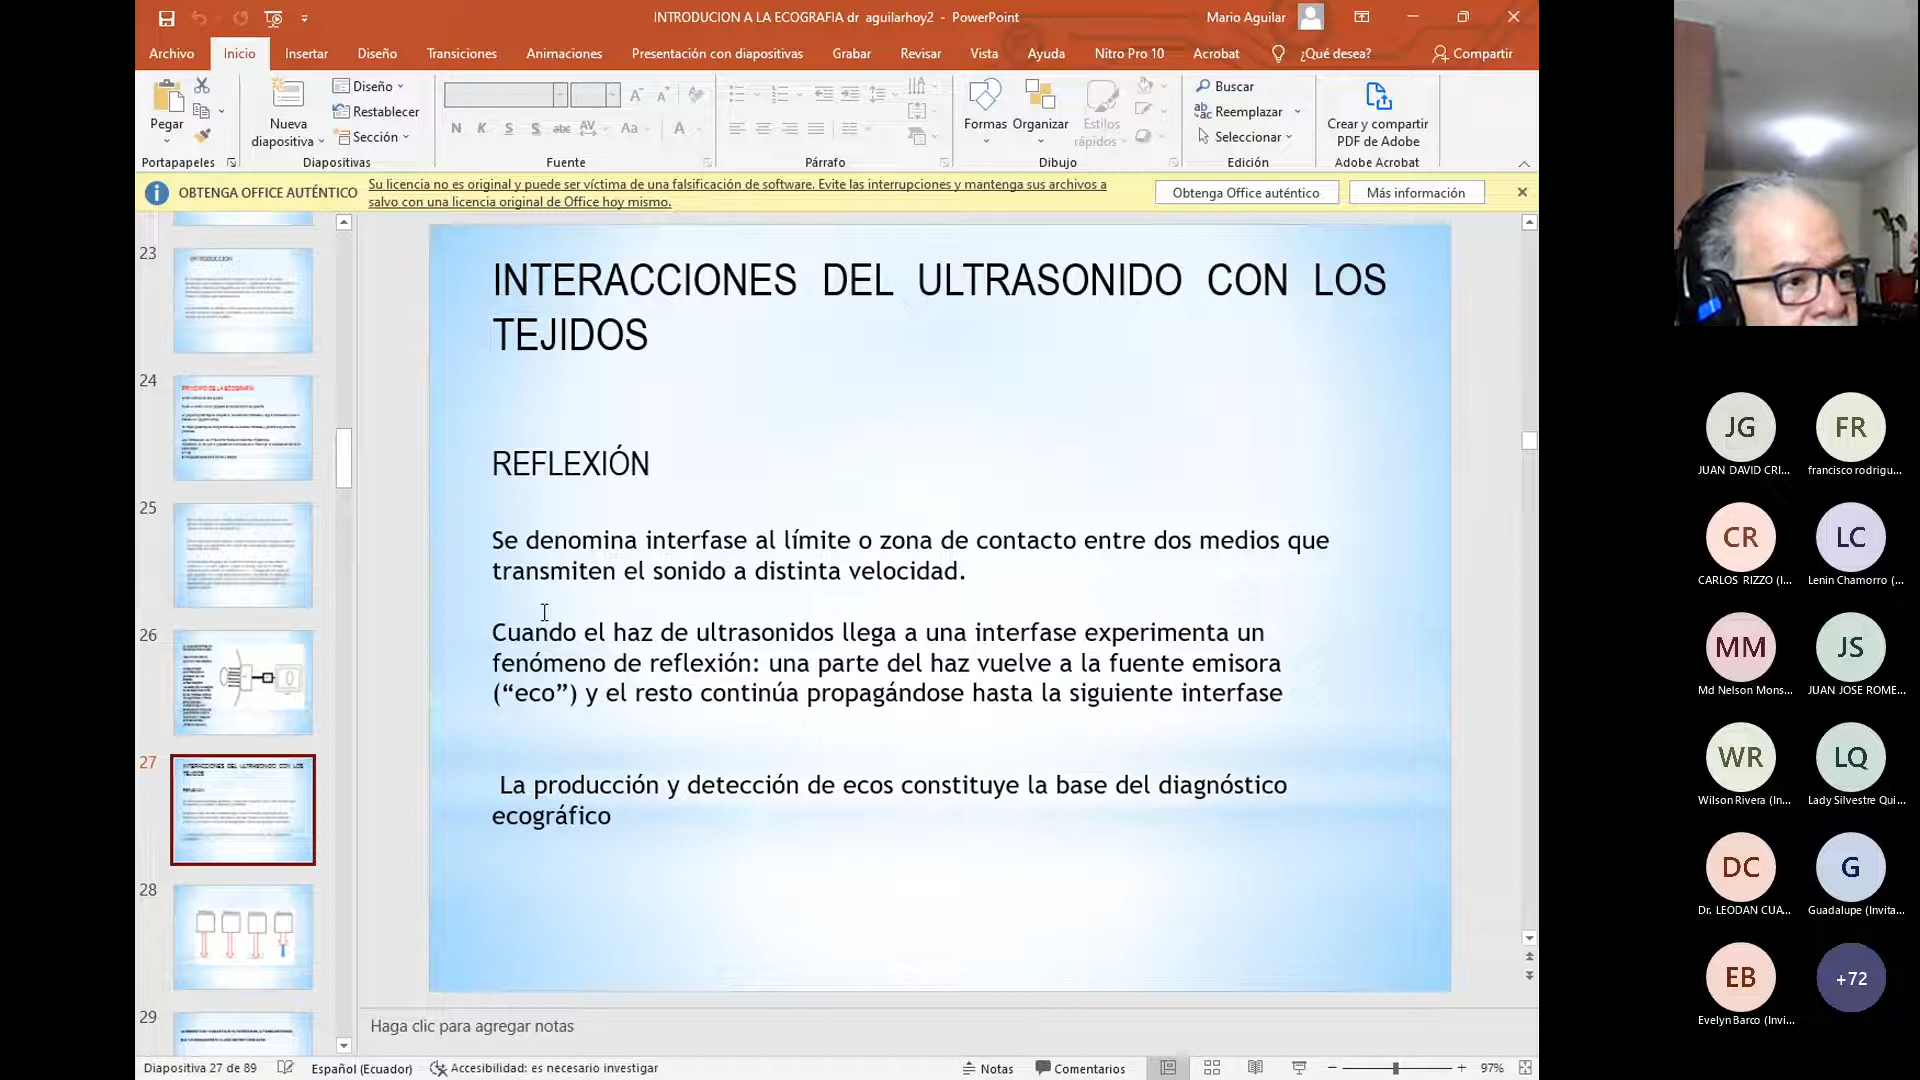 INTRODUCION A LA ECOGRAFIA dr aguilarhoy2 - PowerPoint
Mario Aguilar
Archivo Inicio Insertar Diseño Transiciones Animaciones Presentación con diapositivas Grabar Revisar Vista Ayuda Nitro Pro 10 Acrobat ¿Qué desea? Compartir
Pegar
Portapapeles
Nueva diapositiva
Diseño
Restablecer
Sección
Diapositivas
N K S S abc AV Aa A
Fuente
Párrafo
Formas
Organizar
Estilos rápidos
Dibujo
Buscar
Reemplazar
Seleccionar
Edición
Crear y compartir
PDF de Adobe
Adobe Acrobat
OBTENGA OFFICE AUTÉNTICO
Su licencia no es original y puede ser víctima de una falsificación de software. Evite las interrupciones y mantenga sus archivos a
salvo con una licencia original de Office hoy mismo.
Obtenga Office auténtico
Más información
23
24
25
26
27
28
29
INTERACCIONES DEL ULTRASONIDO CON LOS
TEJIDOS
REFLEXIÓN
Se denomina interfase al límite o zona de contacto entre dos medios que
transmiten el sonido a distinta velocidad.
Cuando el haz de ultrasonidos llega a una interfase experimenta un
fenómeno de reflexión: una parte del haz vuelve a la fuente emisora
(“eco”) y el resto continúa propagándose hasta la siguiente interfase
La producción y detección de ecos constituye la base del diagnóstico
ecográfico
Haga clic para agregar notas
Diapositiva 27 de 89
Español (Ecuador)
Accesibilidad: es necesario investigar
Notas
Comentarios
97%
JG
JUAN DAVID CRI...
FR
francisco rodrigu...
CR
CARLOS RIZZO (I...
LC
Lenin Chamorro (...
MM
Md Nelson Mons...
JS
JUAN JOSE ROME...
WR
Wilson Rivera (In...
LQ
Lady Silvestre Qui...
DC
Dr. LEODAN CUA...
G
Guadalupe (Invita...
EB
Evelyn Barco (Invi...
+72